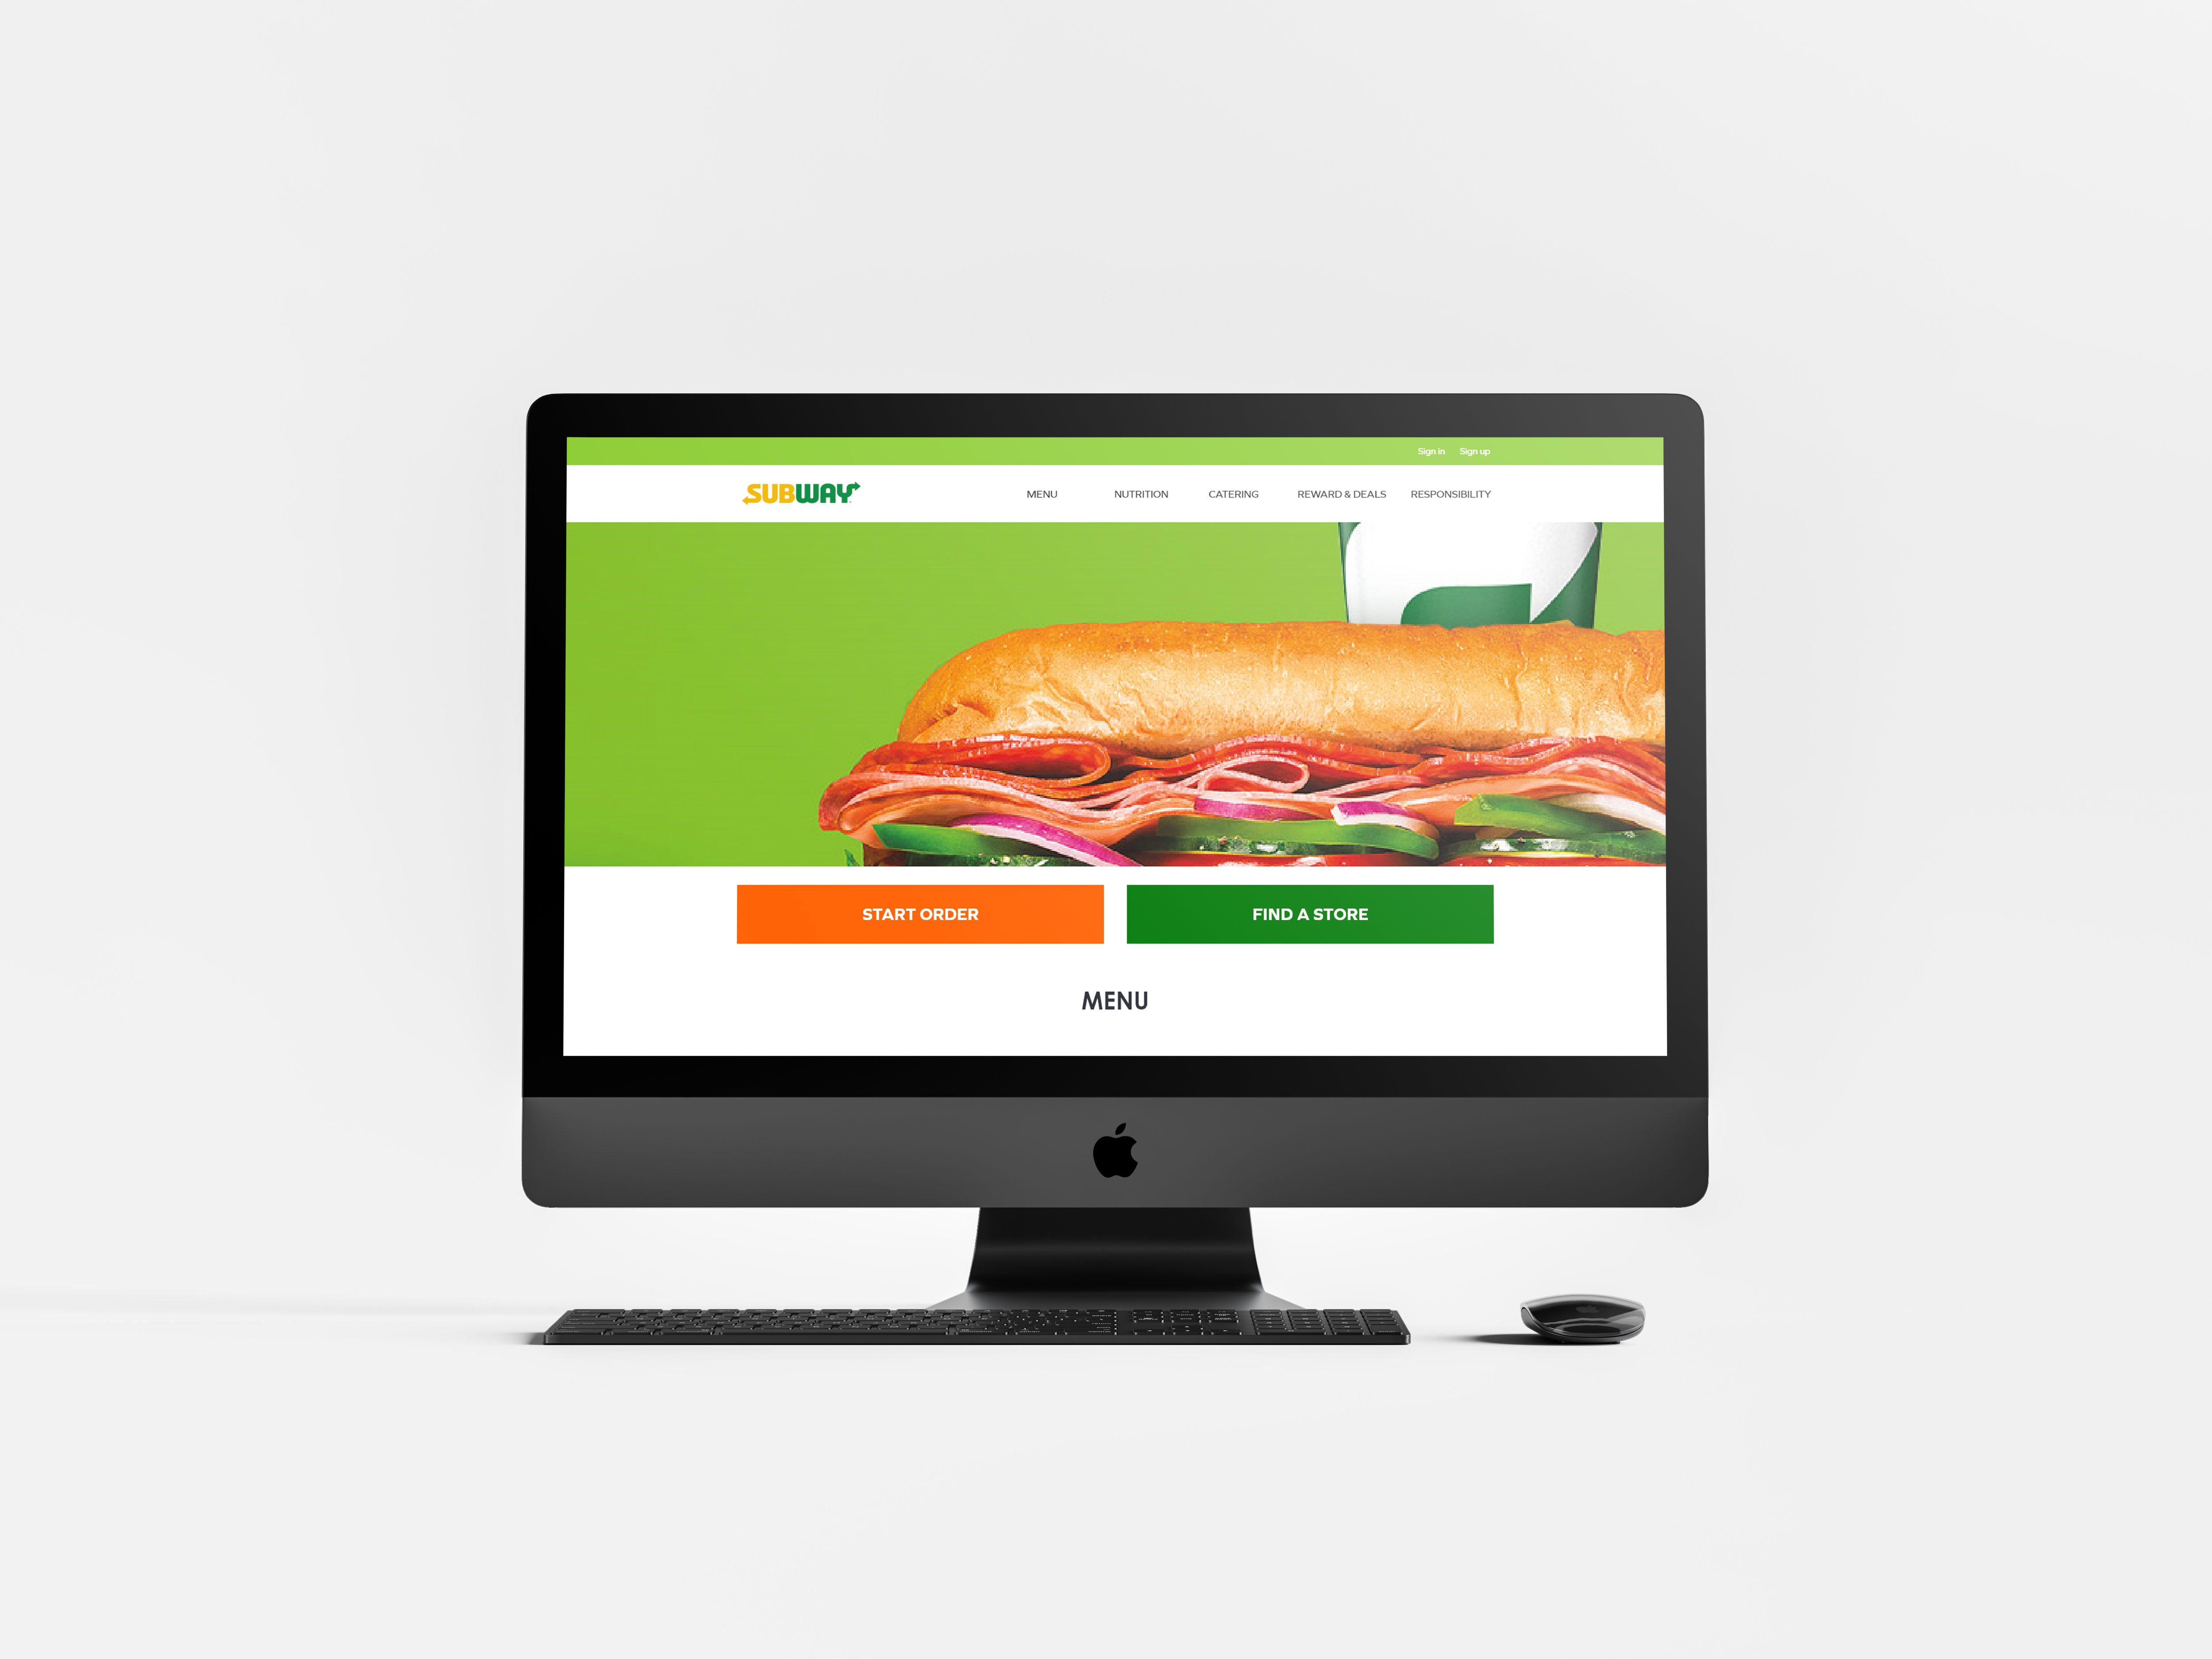 Sign in Sign up
SUBWAY
MENU NUTRITION CATERING REWARD & DEALS RESPONSIBILITY
START ORDER FIND A STORE
MENU